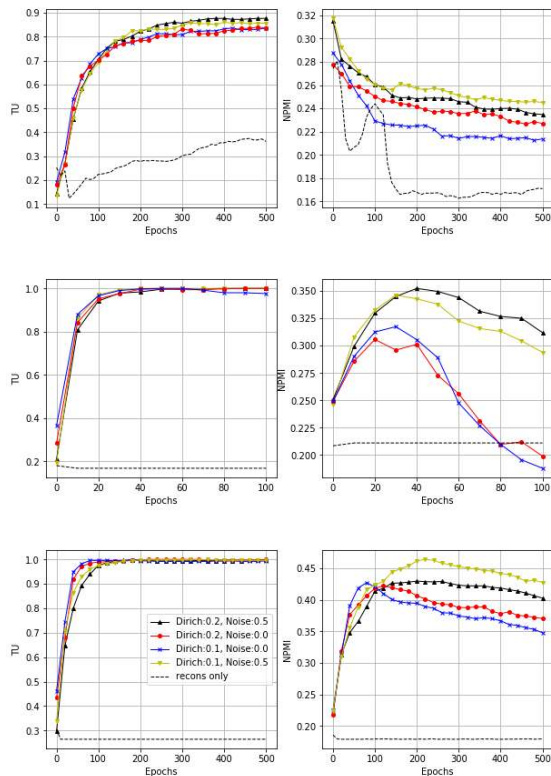 0.9
0.8
0.7
0.6
TU
0.5
0.4
0.3
0.2
0.1
0 100 200 300 400 500
Epochs
0.32
0.30
0.28
0.26
NPMI
0.24
0.22
0.20
0.18
0.16
0 100 200 300 400 500
Epochs
1.0
0.8
TU
0.6
0.4
0.2
0 20 40 60 80 100
Epochs
0.350
0.325
0.300
NPMI
0.275
0.250
0.225
0.200
0 20 40 60 80 100
Epochs
1.0
0.9
0.8
0.7
TU
0.6
0.5
0.4
0.3
Dirich:0.2, Noise:0.5
Dirich:0.2, Noise:0.0
Dirich:0.1, Noise:0.0
Dirich:0.1, Noise:0.5
recons only
0 100 200 300 400 500
Epochs
0.45
0.40
0.35
NPMI
0.30
0.25
0.20
0 100 200 300 400 500
Epochs